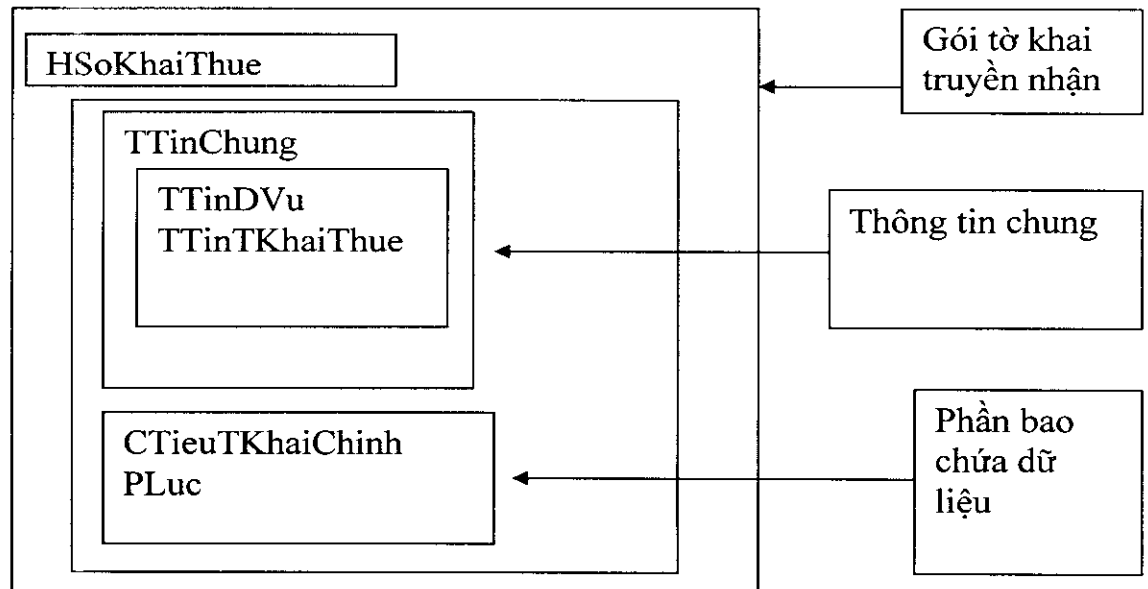 HSoKhaiThue
TTinChung
TTinDVu
TTinTKhaiThue
CTieuTKhaiChinh
PLuc
Gói tờ khai
truyền nhận
Thông tin chung
Phần bao
chứa dữ
liệu